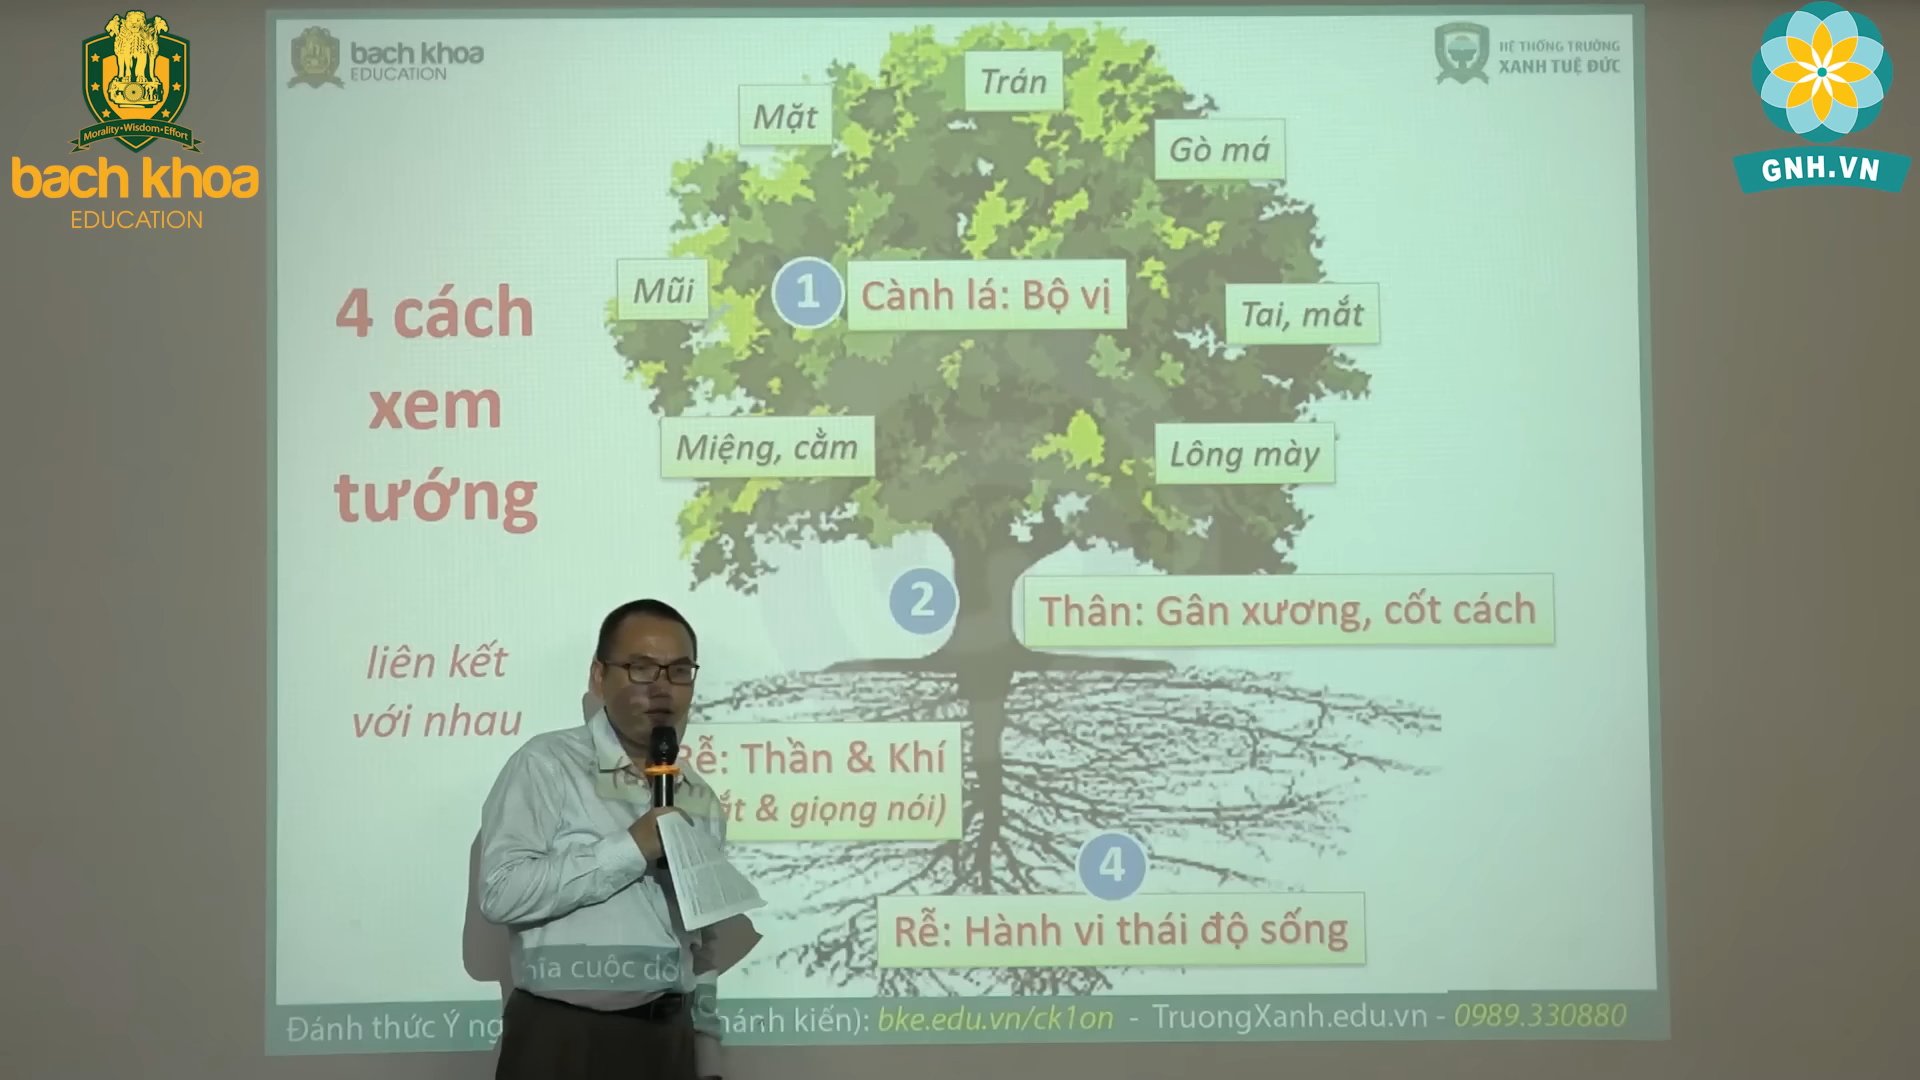 Morality • Wisdom • Effort
bach khoa
EDUCATION
bach khoa
EDUCATION
HỆ THỐNG TRƯỜNG
XANH TUỆ ĐỨC
GNH.VN
4 cách
xem
tướng
liên kết
với nhau
Trán
Mặt
Gò má
Mũi
1
Cành lá: Bộ vị
Tai, mắt
Miệng, cằm
Lông mày
2
Thân: Gân xương, cốt cách
Rễ: Thần & Khí
& giọng nói)
4
Rễ: Hành vi thái độ sống
Đánh thức Ý cuộc kiến): bke.edu.vn/ck1on - TruongXanh.edu.vn - 0989.330880